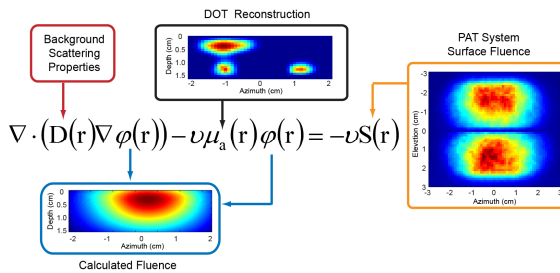 DOT Reconstruction
Background
Scattering
Properties
Depth (cm)
0
0.5
1.0
1.5
-2 -1 0 1 2
Azimuth (cm)
PAT System
Surface Fluence
Elevation (cm)
-3
-2
-1
0
1
2
3
-3 -2 -1 0 1 2 3
Azimuth (cm)
∇·(D(r)∇φ(r))−υμₐ(r)φ(r)=−υS(r)
Depth (cm)
0
0.5
1.0
1.5
-2 -1 0 1 2
Azimuth (cm)
Calculated Fluence